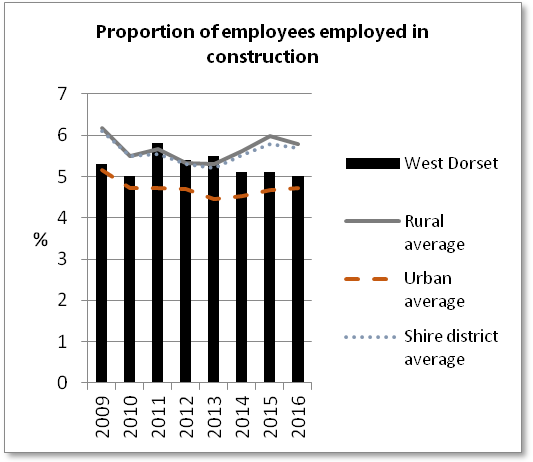 Proportion of employees employed in
construction
7
6
5
4
3
2
1
0
%
2009
2010
2011
2012
2013
2014
2015
2016
West Dorset
Rural
average
Urban
average
Shire district
average